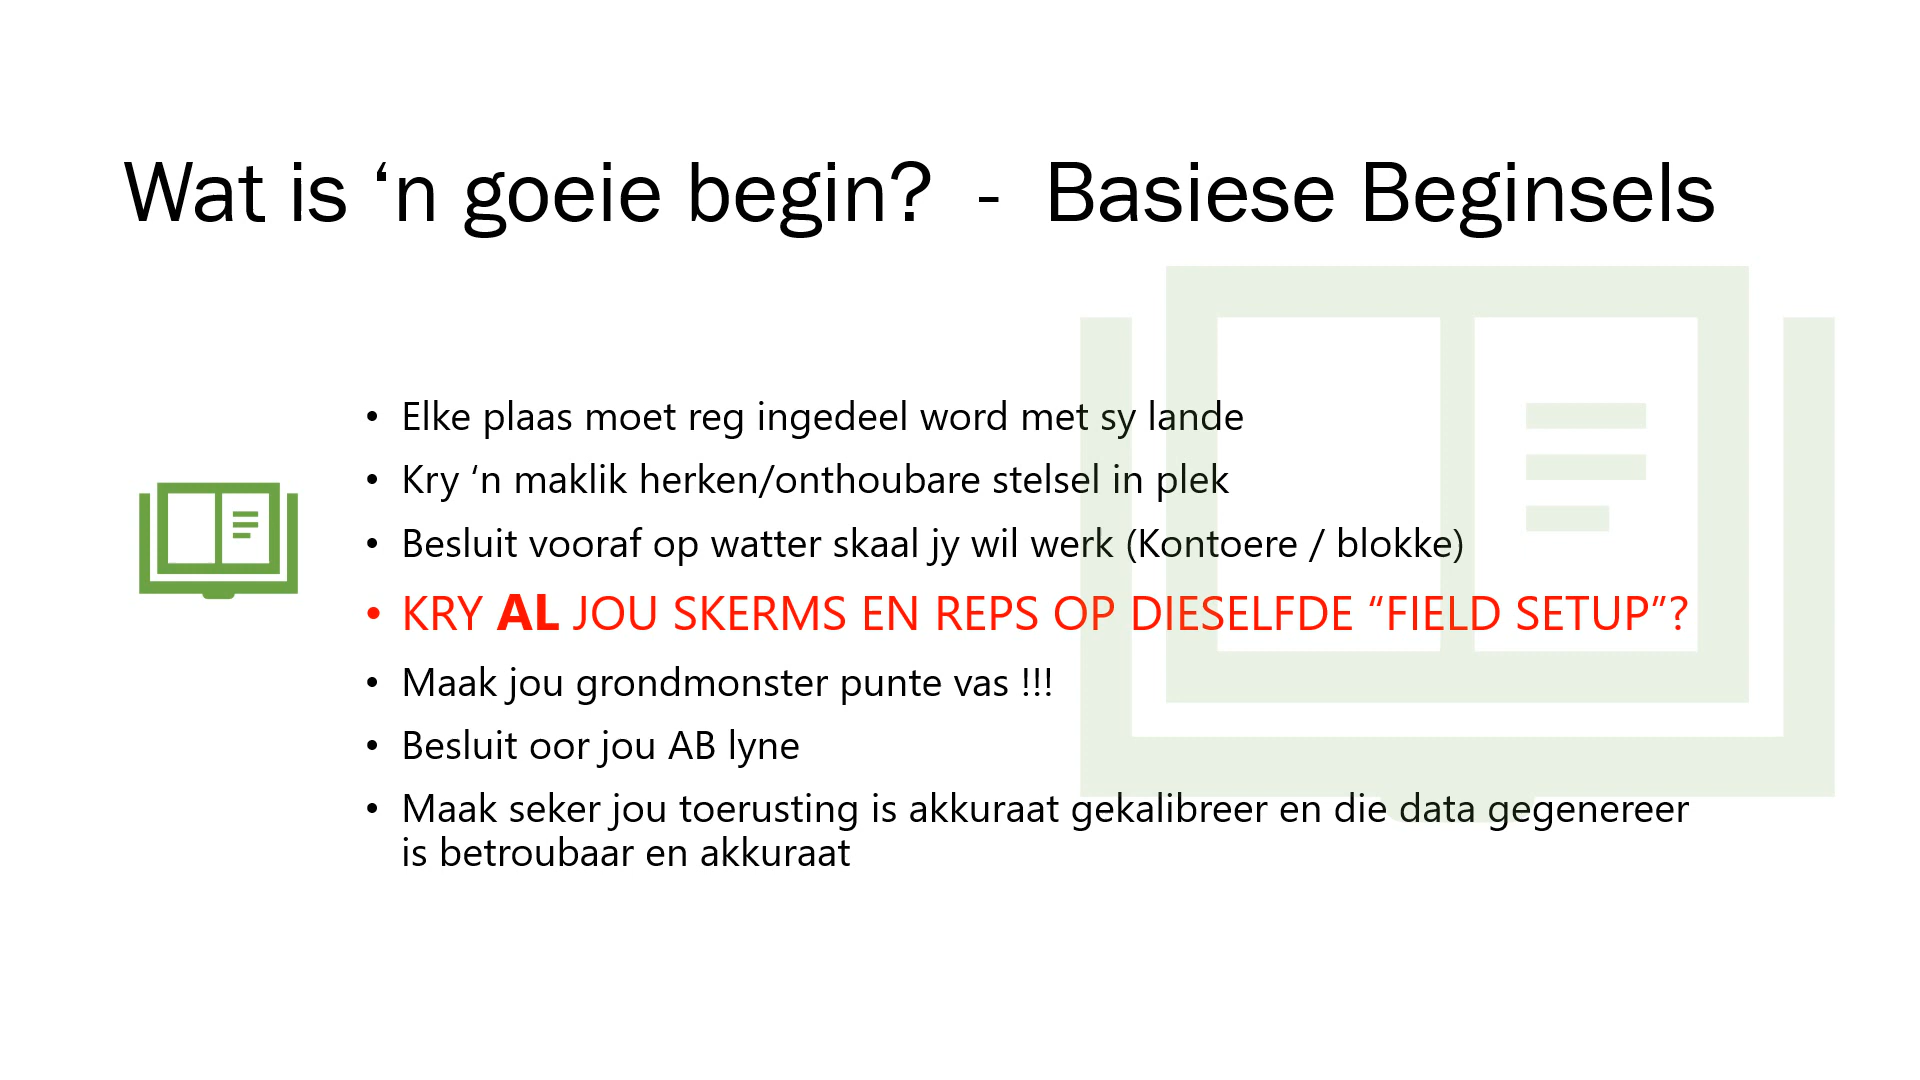 Wat is ‘n goeie begin?  -  Basiese Beginsels
• Elke plaas moet reg ingedeel word met sy lande
• Kry ‘n maklik herken/onthoubare stelsel in plek
• Besluit vooraf op watter skaal jy wil werk (Kontoere / blokke)
• KRY AL JOU SKERMS EN REPS OP DIESELFDE “FIELD SETUP”?
• Maak jou grondmonster punte vas !!!
• Besluit oor jou AB lyne
• Maak seker jou toerusting is akkuraat gekalibreer en die data gegenereer
is betroubaar en akkuraat